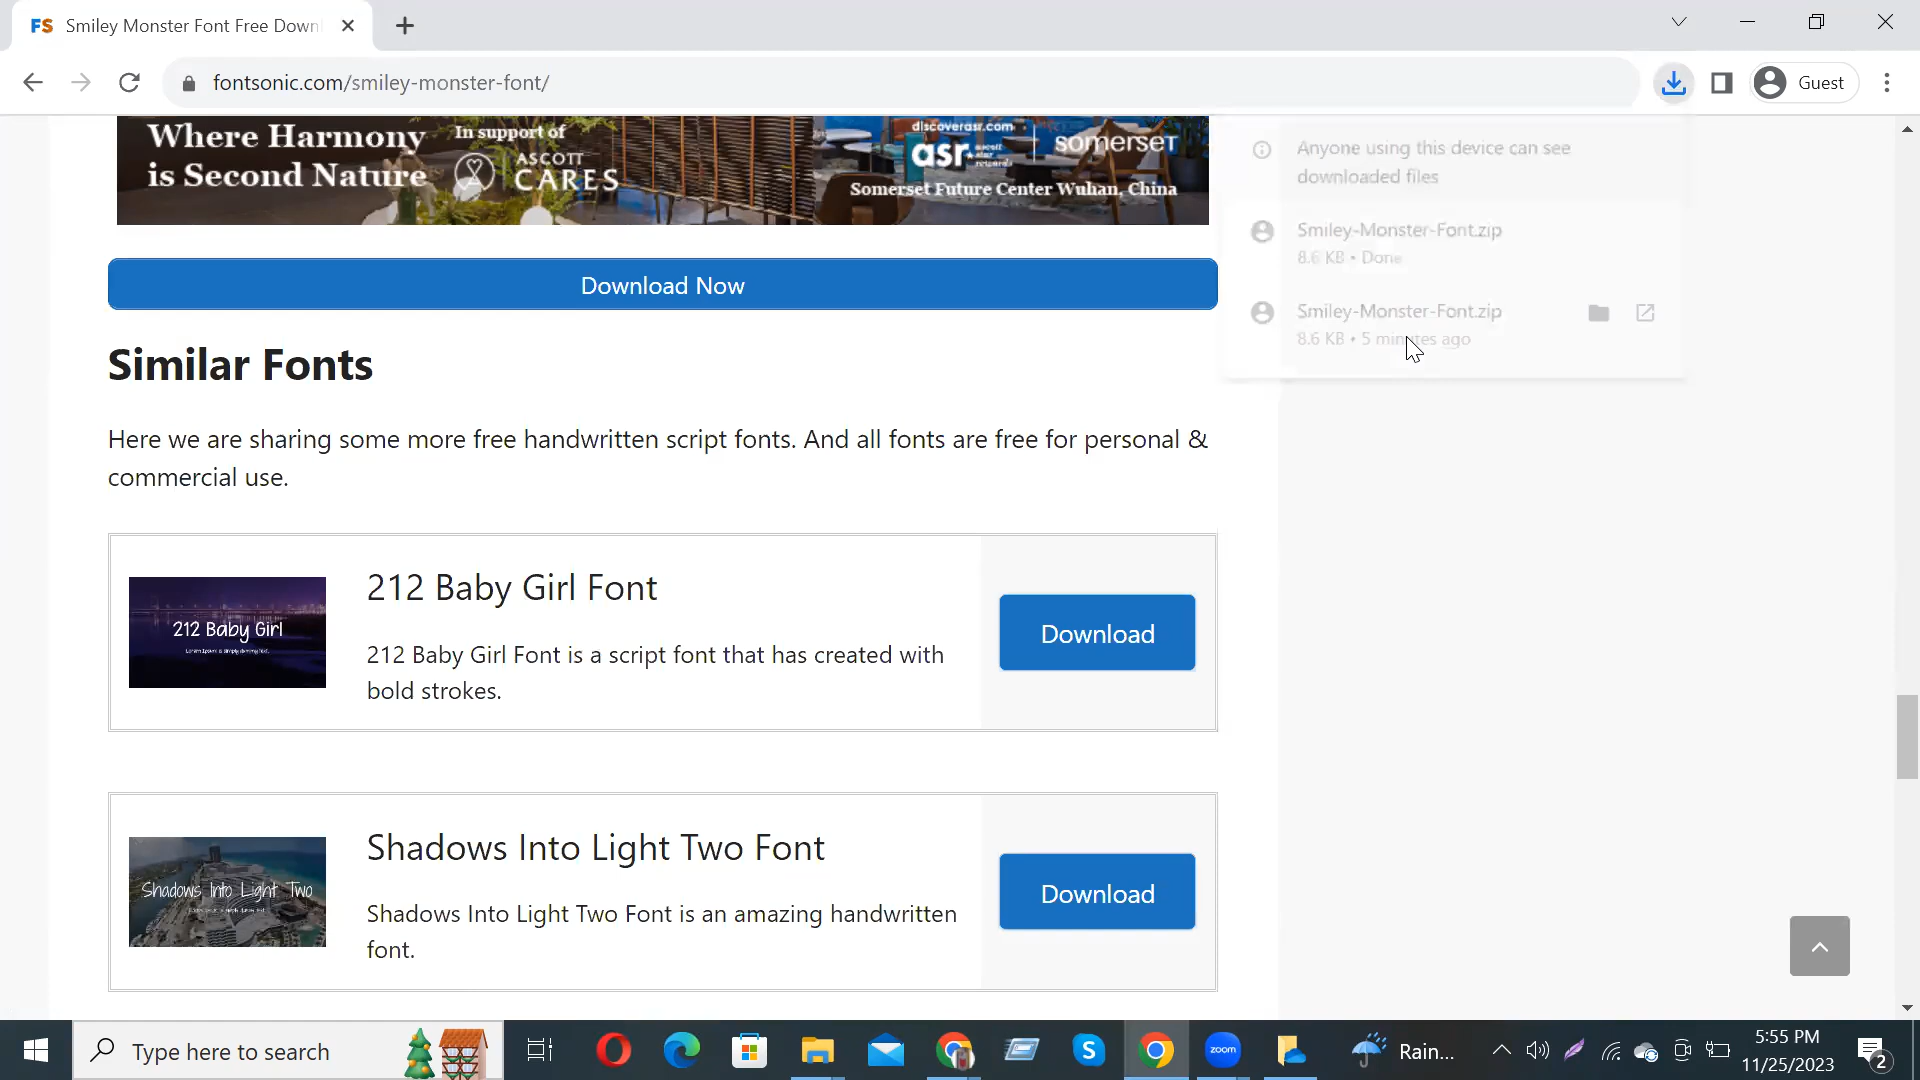 FS Smiley Monster Font Free Down
fontsonic.com/smiley-monster-font/
Guest
Where Harmony
is Second Nature
In support of
ASCOTT
CARES
discoverasr.com
asr
somerset
Somerset Future Center Wuhan, China
Anyone using this device can see
downloaded files
Smiley-Monster-Font.zip
8.6 KB • Done
Smiley-Monster-Font.zip
8.6 KB • 5 minutes ago
Download Now
Similar Fonts
Here we are sharing some more free handwritten script fonts. And all fonts are free for personal &
commercial use.
212 Baby Girl
212 Baby Girl Font
212 Baby Girl Font is a script font that has created with
bold strokes.
Download
Shadows Into Light Two
Shadows Into Light Two Font
Shadows Into Light Two Font is an amazing handwritten
font.
Download
Type here to search
zoom
Rain...
5:55 PM
11/25/2023
2